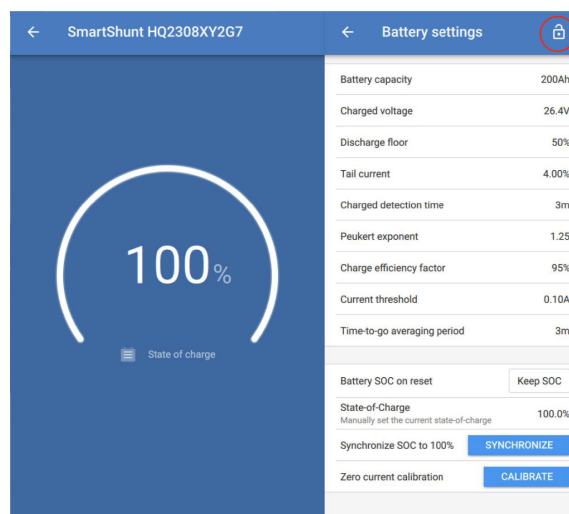 SmartShunt HQ2308XY2G7
100%
State of charge
Battery settings
Battery capacity 200Ah
Charged voltage 26.4V
Discharge floor 50%
Tail current 4.00%
Charged detection time 3m
Peukert exponent 1.25
Charge efficiency factor 95%
Current threshold 0.10A
Time-to-go averaging period 3m
Battery SOC on reset Keep SOC
State-of-Charge 100.0%
Manually set the current state-of-charge
Synchronize SOC to 100% SYNCHRONIZE
Zero current calibration CALIBRATE